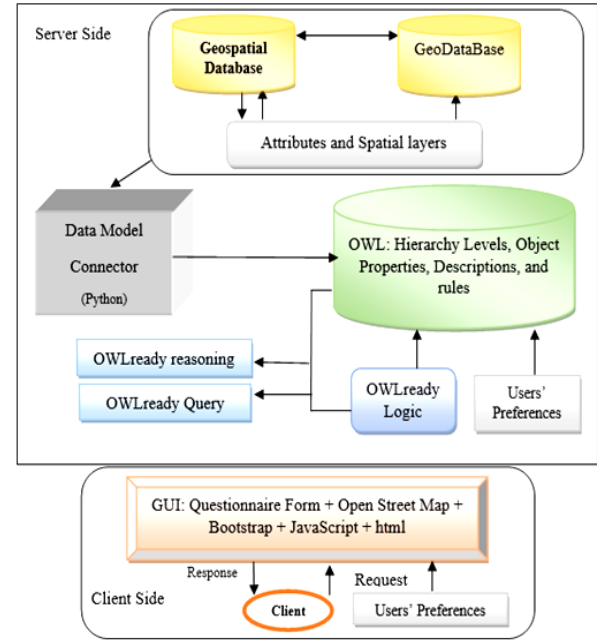 Server Side
Geospatial
Database
GeoDataBase
Attributes and Spatial layers
Data Model
Connector
(Python)
OWL: Hierarchy Levels, Object
Properties, Descriptions, and
rules
OWLready reasoning
OWLready Query
OWLready
Logic
Users'
Preferences
GUI: Questionnaire Form + Open Street Map +
Bootstrap + JavaScript + html
Response
Request
Client Side
Client
Users' Preferences